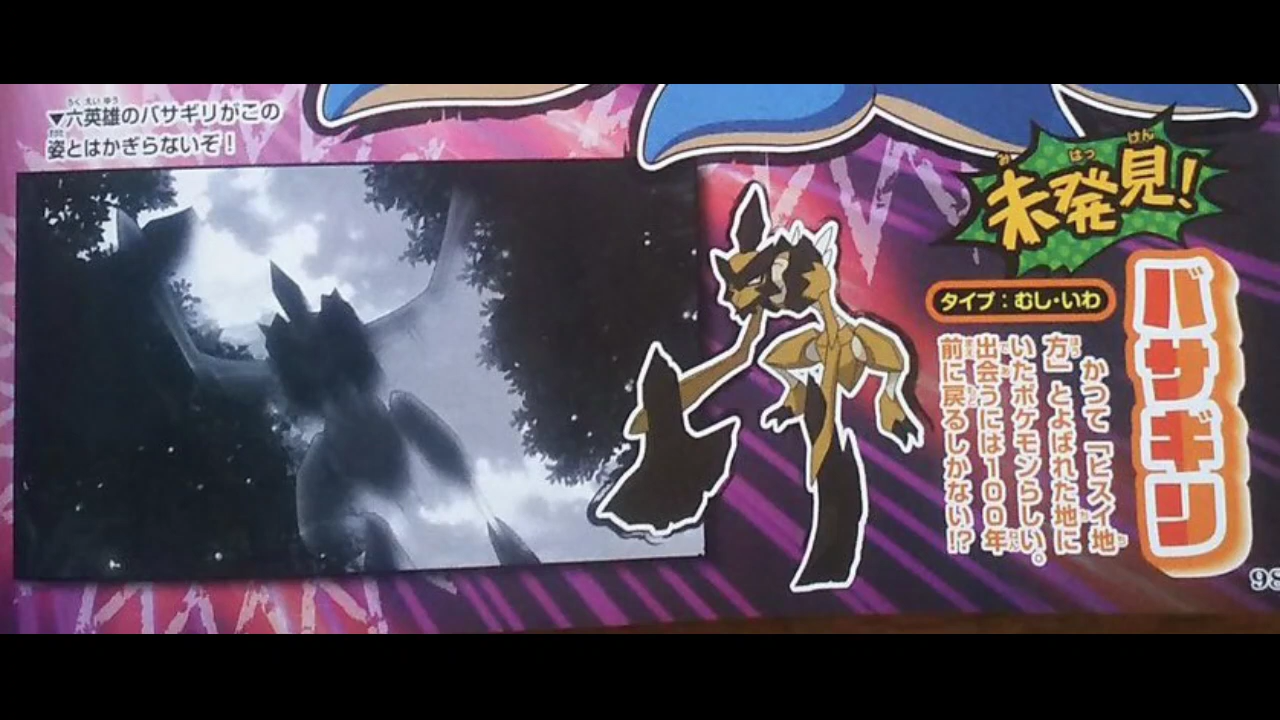 ▼六英雄のバサギリがこの
姿とはかぎらないぞ！
未発見！
バサギリ
タイプ：むし・いわ
かつて「ヒスイ地
方」とよばれた地に
いたポケモンらしい。
出会うには100年
前に戻るしかない!?
98